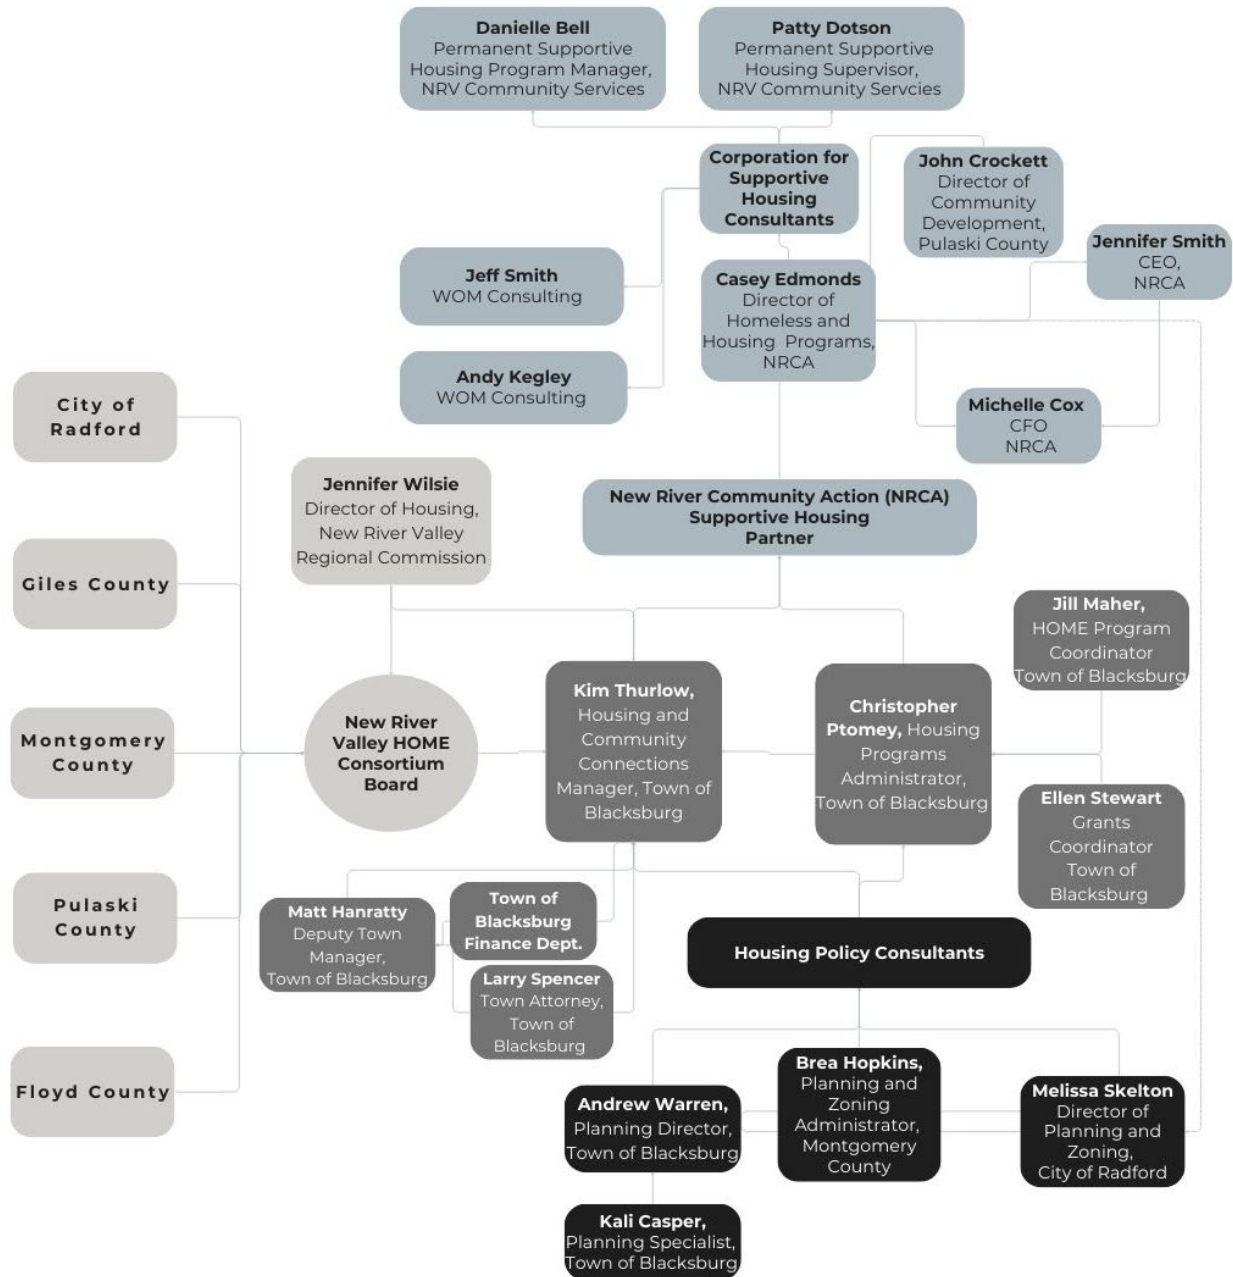 Danielle Bell
Permanent Supportive
Housing Program Manager,
NRV Community Services
Patty Dotson
Permanent Supportive
Housing Supervisor,
NRV Community Servcies
Corporation for
Supportive
Housing
Consultants
John Crockett
Director of
Community
Development,
Pulaski County
Jennifer Smith
CEO,
NRCA
Jeff Smith
WOM Consulting
Casey Edmonds
Director of
Homeless and
Housing Programs,
NRCA
Andy Kegley
WOM Consulting
Michelle Cox
CFO
NRCA
City of
Radford
Jennifer Wilsie
Director of Housing,
New River Valley
Regional Commission
New River Community Action (NRCA)
Supportive Housing
Partner
Giles County
Jill Maher,
HOME Program
Coordinator
Town of Blacksburg
Montgomery
County
New River
Valley HOME
Consortium
Board
Kim Thurlow,
Housing and
Community
Connections
Manager, Town of
Blacksburg
Christopher
Ptomey, Housing
Programs
Administrator,
Town of Blacksburg
Ellen Stewart
Grants
Coordinator
Town of
Blacksburg
Pulaski
County
Matt Hanratty
Deputy Town
Manager,
Town of Blacksburg
Town of
Blacksburg
Finance Dept.
Larry Spencer
Town Attorney,
Town of
Blacksburg
Housing Policy Consultants
Floyd County
Andrew Warren,
Planning Director,
Town of Blacksburg
Brea Hopkins,
Planning and
Zoning
Administrator,
Montgomery
County
Melissa Skelton
Director of
Planning and
Zoning,
City of Radford
Kali Casper,
Planning Specialist,
Town of Blacksburg